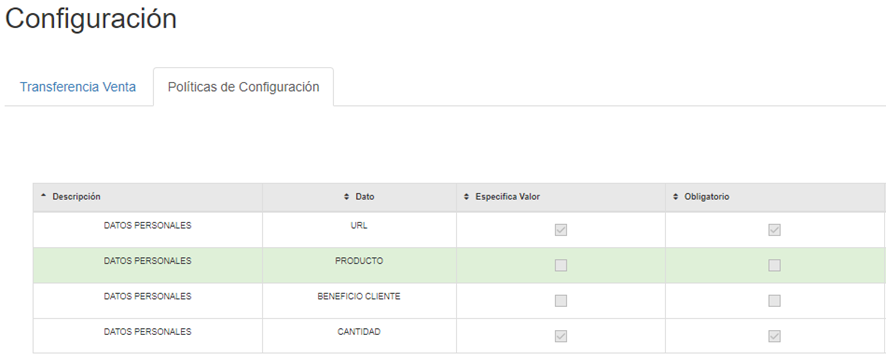 Configuración
Transferencia Venta Políticas de Configuración
Descripción Dato Especifica Valor Obligatorio
DATOS PERSONALES URL
DATOS PERSONALES PRODUCTO
DATOS PERSONALES BENEFICIO CLIENTE
DATOS PERSONALES CANTIDAD